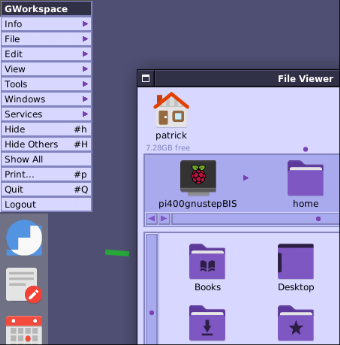 GWorkspace
Info
File
Edit
View
Tools
Windows
Services
Hide #h
Hide Others #H
Show All
Print... #p
Quit #Q
Logout
File Viewer
patrick
7.28GB free
pi400gnustepBIS
home
Books
Desktop